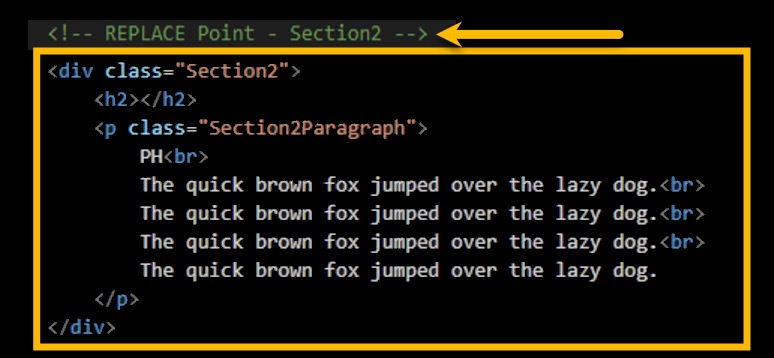 <!-- REPLACE Point - Section2 -->
<div class="Section2">
<h2></h2>
<p class="Section2Paragraph">
PH<br>
The quick brown fox jumped over the lazy dog.<br>
The quick brown fox jumped over the lazy dog.<br>
The quick brown fox jumped over the lazy dog.<br>
The quick brown fox jumped over the lazy dog.
</p>
</div>